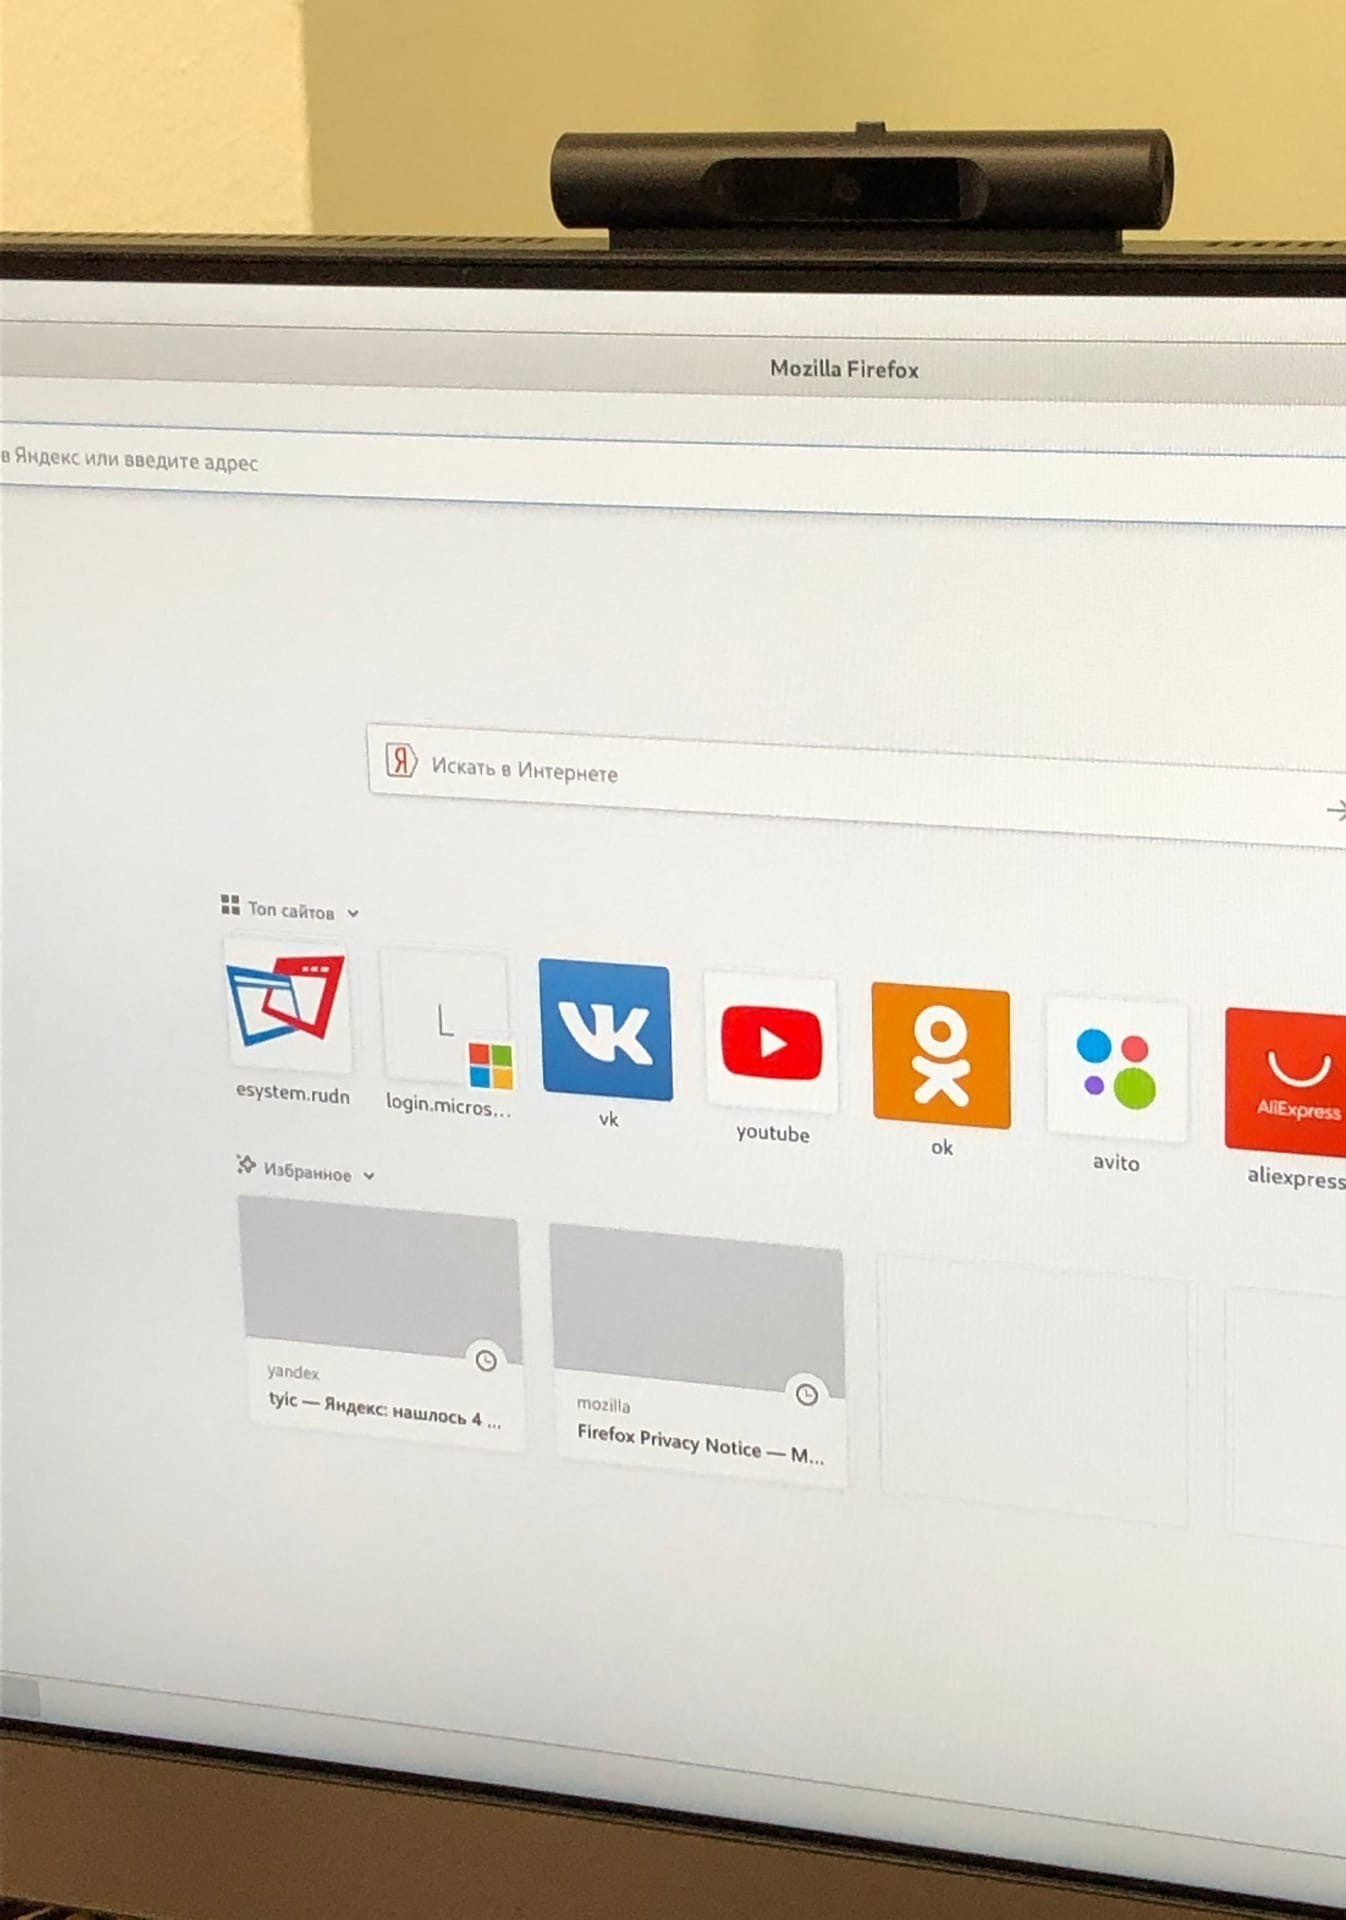 Mozilla Firefox
в Яндекс или введите адрес
Я Искать в Интернете
Топ сайтов
L
AliExpress
esystem.rudn
login.micros...
vk
youtube
ok
avito
aliexpress
Избранное
yandex
tyic — Яндекс: нашлось 4 ...
mozilla
Firefox Privacy Notice — M...